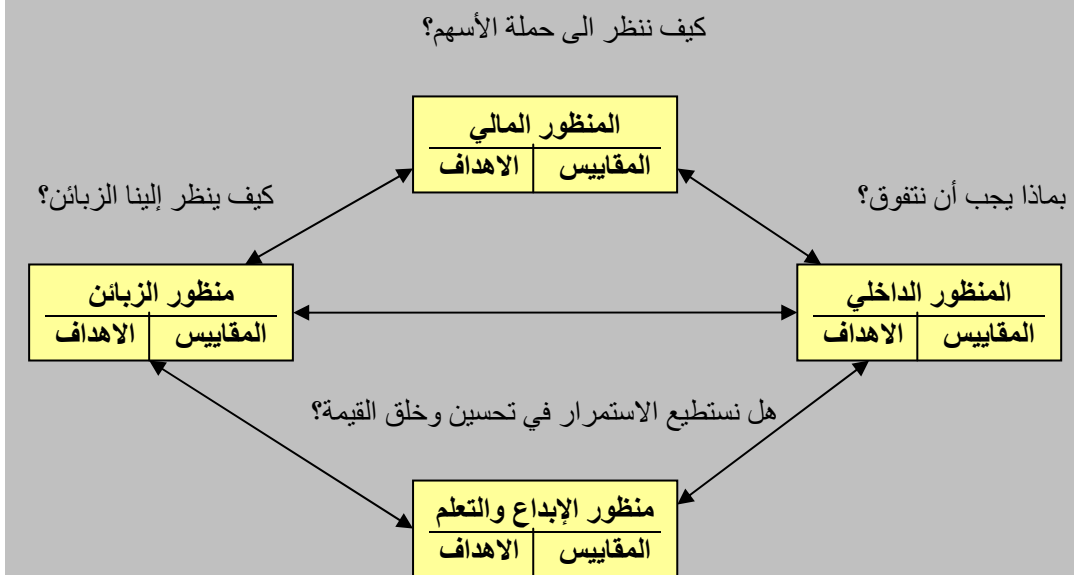 كيف ننظر الى حملة الأسهم؟
المنظور المالي
المقاييس الاهداف
بماذا يجب أن نتفوق؟
كيف ينظر إلينا الزبائن؟
المنظور الداخلي
المقاييس الاهداف
منظور الزبائن
المقاييس الاهداف
هل نستطيع الاستمرار في تحسين وخلق القيمة؟
منظور الإبداع والتعلم
المقاييس الاهداف